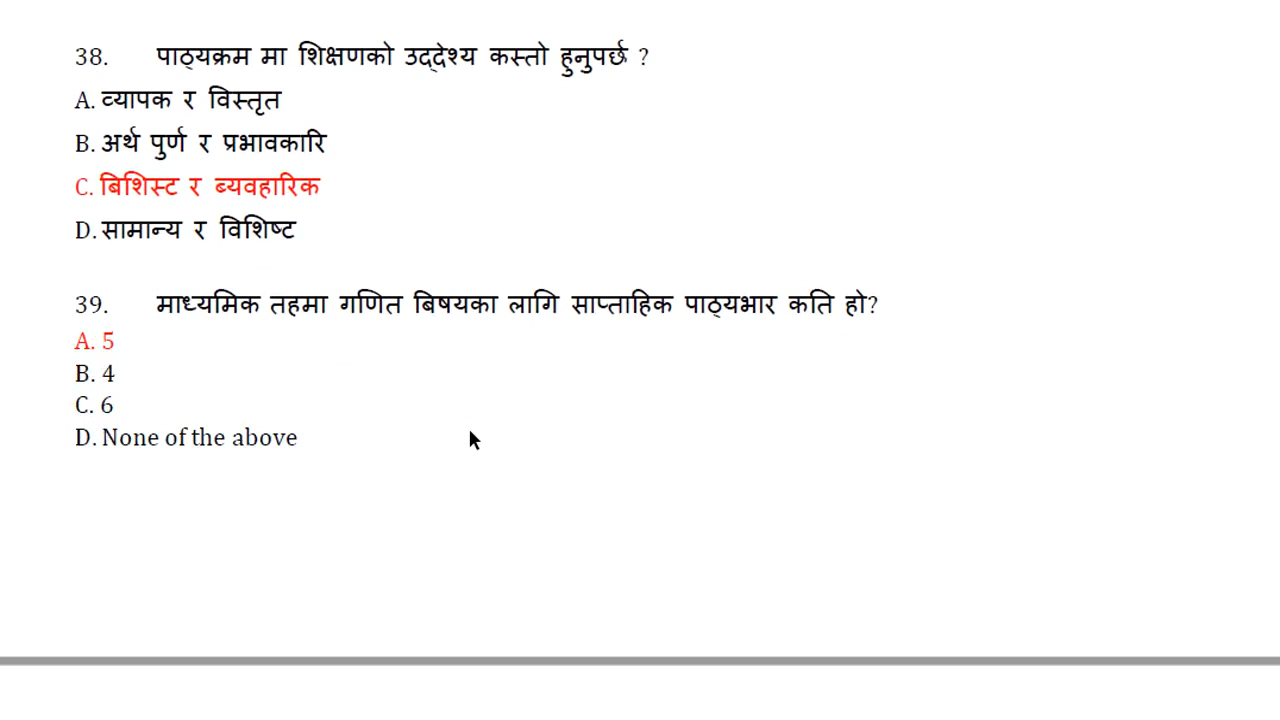 38. पाठ्यक्रम मा शिक्षणको उद्देश्य कस्तो हुनुपर्छ ?
A. व्यापक र विस्तृत
B. अर्थ पुर्ण र प्रभावकारि
C. बिशिस्ट र ब्यवहारिक
D. सामान्य र विशिष्ट
39. माध्यमिक तहमा गणित बिषयका लागि साप्ताहिक पाठ्यभार कति हो?
A. 5
B. 4
C. 6
D. None of the above